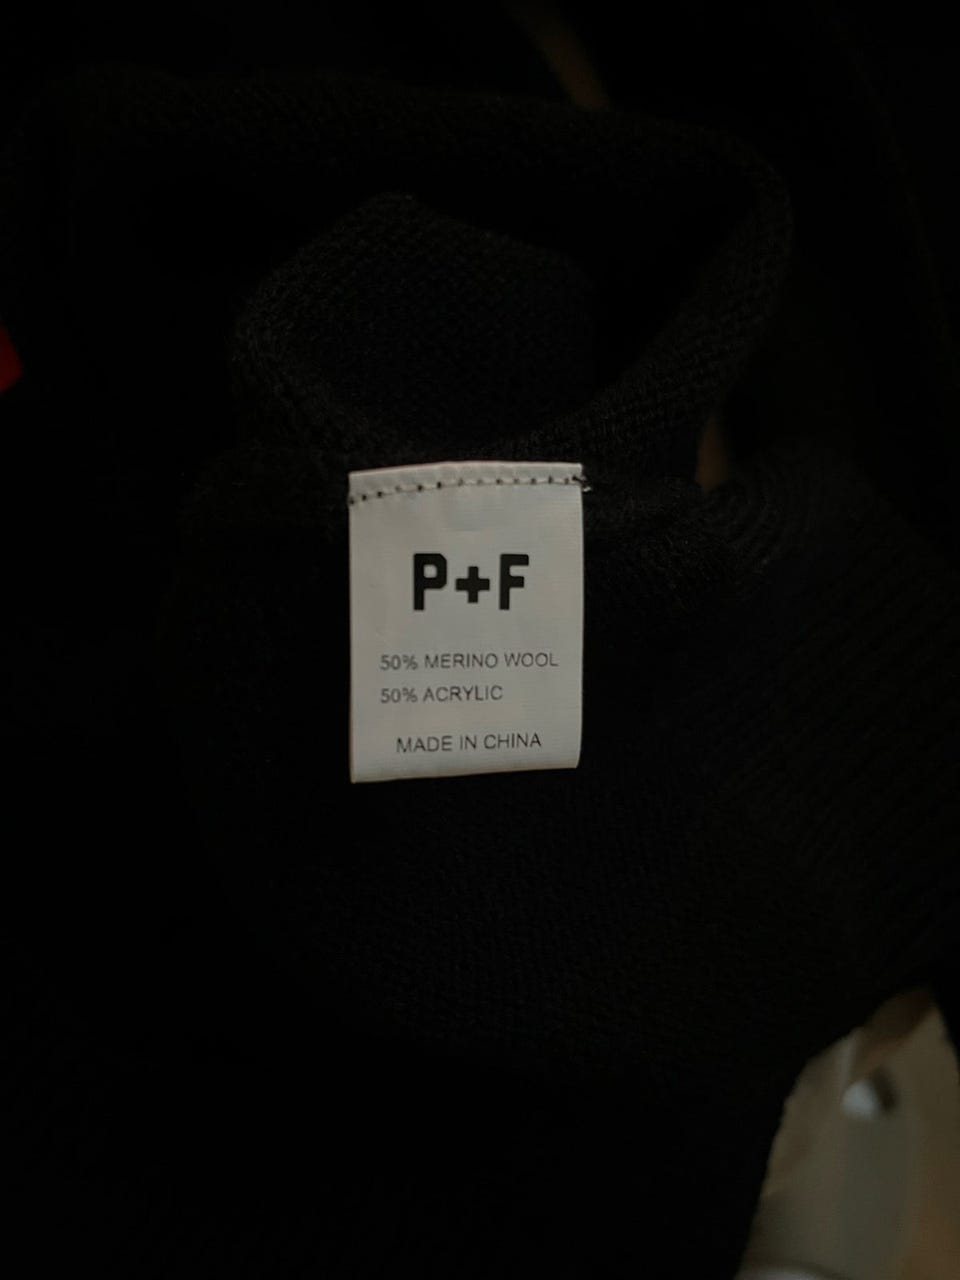 P+F
50% MERINO WOOL
50% ACRYLIC
MADE IN CHINA